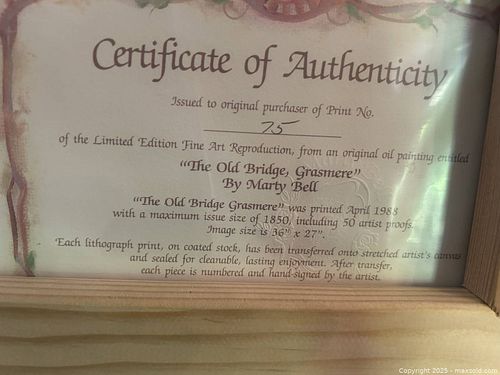 Certificate of Authenticity
Issued to original purchaser of Print No.
75
of the Limited Edition Fine Art Reproduction, from an original oil painting entitled
"The Old Bridge, Grasmere"
By Marty Bell
"The Old Bridge Grasmere" was printed April 1988
with a maximum issue size of 1850, including 50 artist proofs.
Image size is 36" x 27".
Each lithograph print, on coated stock, has been transferred onto stretched artist's canvas
and sealed for cleanable, lasting enjoyment. After transfer,
each piece is numbered and hand-signed by the artist.
Copyright 2025 - maxsold.com